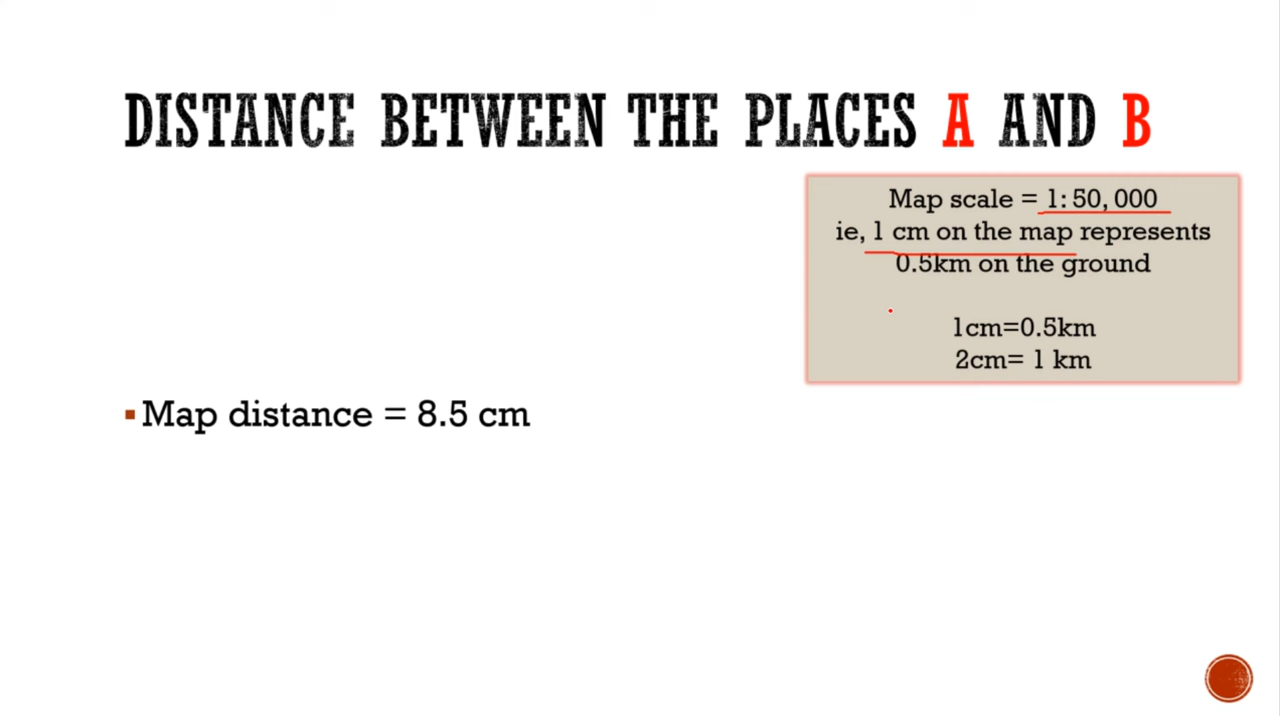 DISTANCE BETWEEN THE PLACES A AND B
Map scale = 1: 50, 000
ie, 1 cm on the map represents
0.5km on the ground
1cm=0.5km
2cm= 1 km
▪Map distance = 8.5 cm